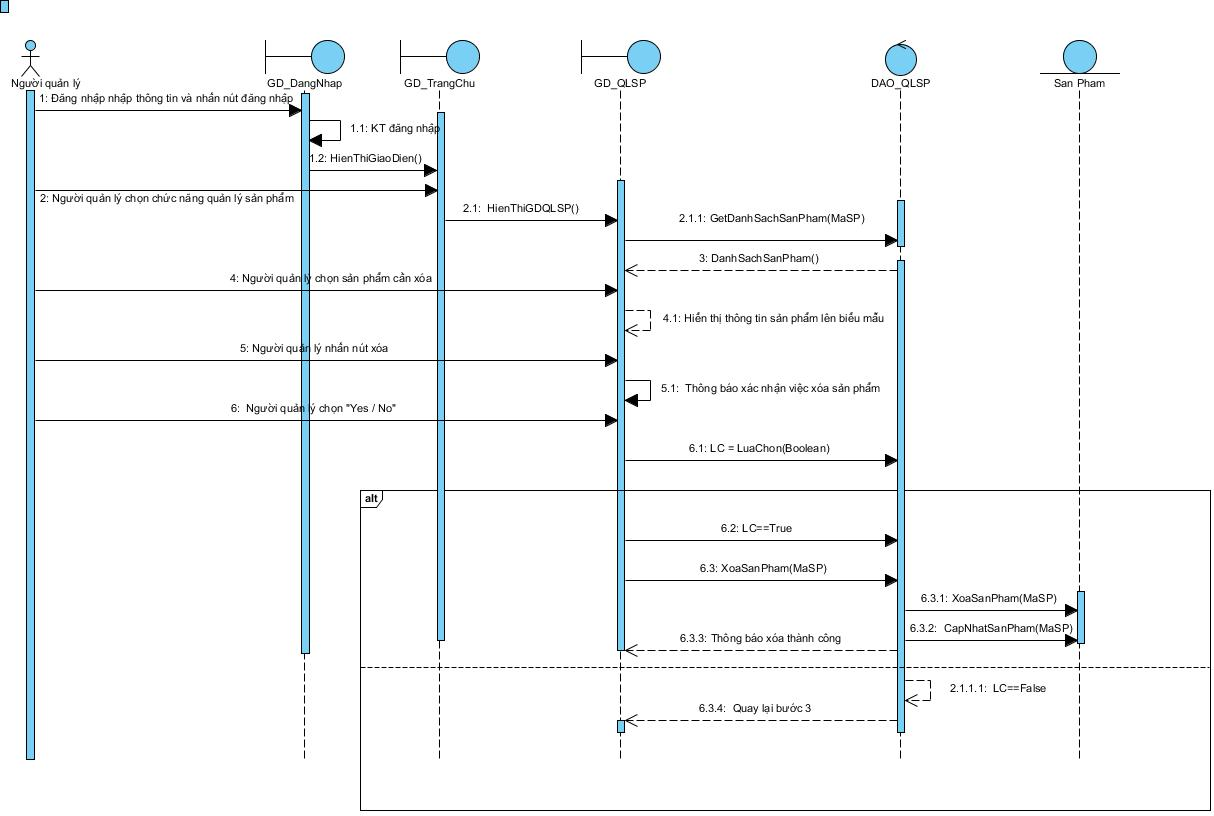 Người quản lý
GD_DangNhap
GD_TrangChu
GD_QLSP
DAO_QLSP
San Pham
1: Đăng nhập nhập thông tin và nhấn nút đăng nhập
1.1: KT đăng nhập
1.2: HienThiGiaoDien()
2: Người quản lý chọn chức năng quản lý sản phẩm
2.1: HienThiGDQLSP()
2.1.1: GetDanhSachSanPham(MaSP)
3: DanhSachSanPham()
4: Người quản lý chọn sản phẩm cần xóa
4.1: Hiển thị thông tin sản phẩm lên biểu mẫu
5: Người quản lý nhấn nút xóa
5.1: Thông báo xác nhận việc xóa sản phẩm
6: Người quản lý chọn "Yes / No"
6.1: LC = LuaChon(Boolean)
alt
6.2: LC==True
6.3: XoaSanPham(MaSP)
6.3.1: XoaSanPham(MaSP)
6.3.2: CapNhatSanPham(MaSP)
6.3.3: Thông báo xóa thành công
2.1.1.1: LC==False
6.3.4: Quay lại bước 3